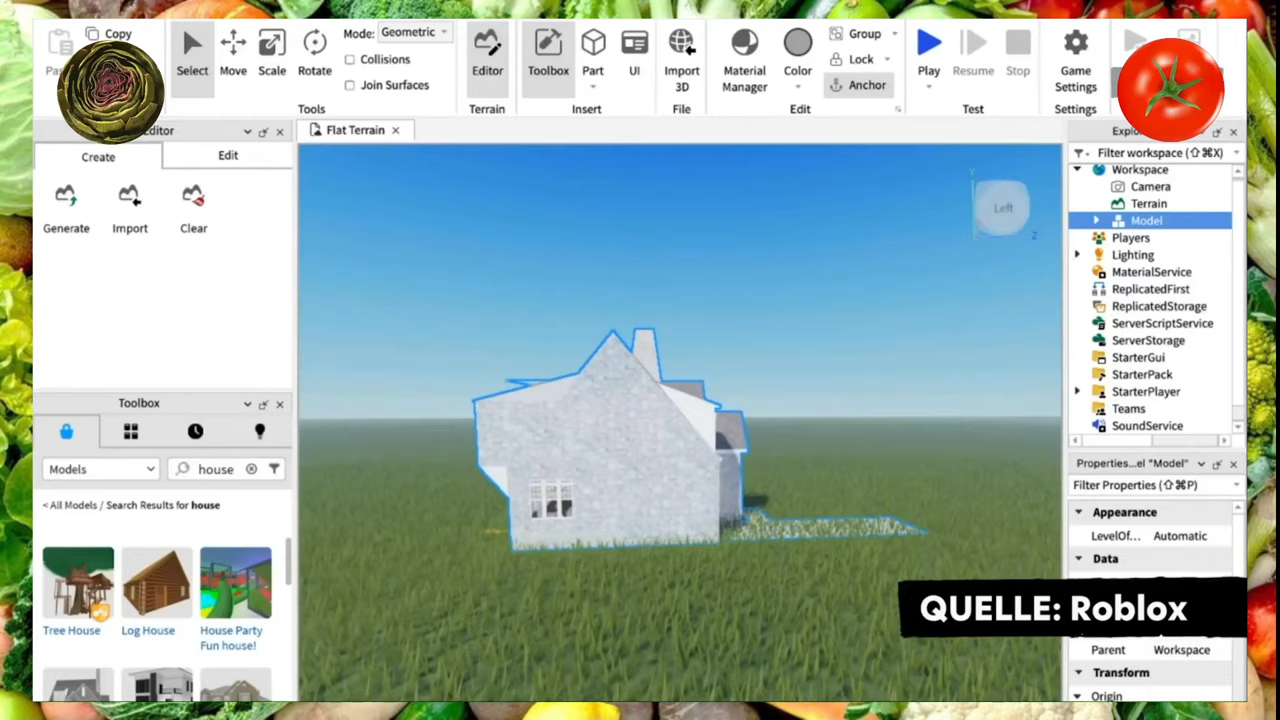 Copy
Select
Move
Scale
Rotate
Mode: Geometric
Collisions
Join Surfaces
Tools
Editor
Terrain
Toolbox
Part
UI
Insert
Import
3D
File
Material
Manager
Color
Group
Lock
Anchor
Edit
Play
Resume
Stop
Test
Game
Settings
Settings
Create
Edit
Generate
Import
Clear
Flat Terrain
Left
Y
Z
Filter workspace (⇧⌘X)
Workspace
Camera
Terrain
Model
Players
Lighting
MaterialService
ReplicatedFirst
ReplicatedStorage
ServerScriptService
ServerStorage
StarterGui
StarterPack
StarterPlayer
Teams
SoundService
Toolbox
Models
house
< All Models / Search Results for house
Tree House
Log House
House Party
Fun house!
Properties...el "Model"
Filter Properties (⇧⌘P)
Appearance
LevelOf... Automatic
Data
QUELLE: Roblox
Parent Workspace
Transform
Origin